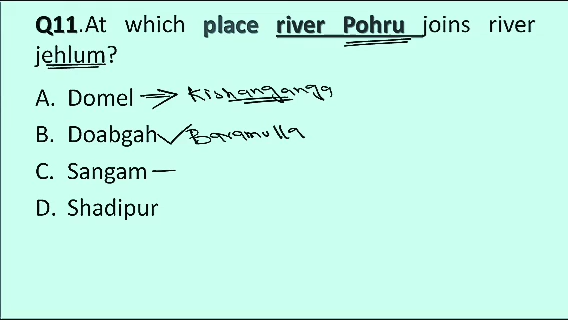 Q11.At which place river Pohru joins river
jehlum?
A. Domel → Kishanganga
B. Doabgah ✓ Baramulla
C. Sangam —
D. Shadipur